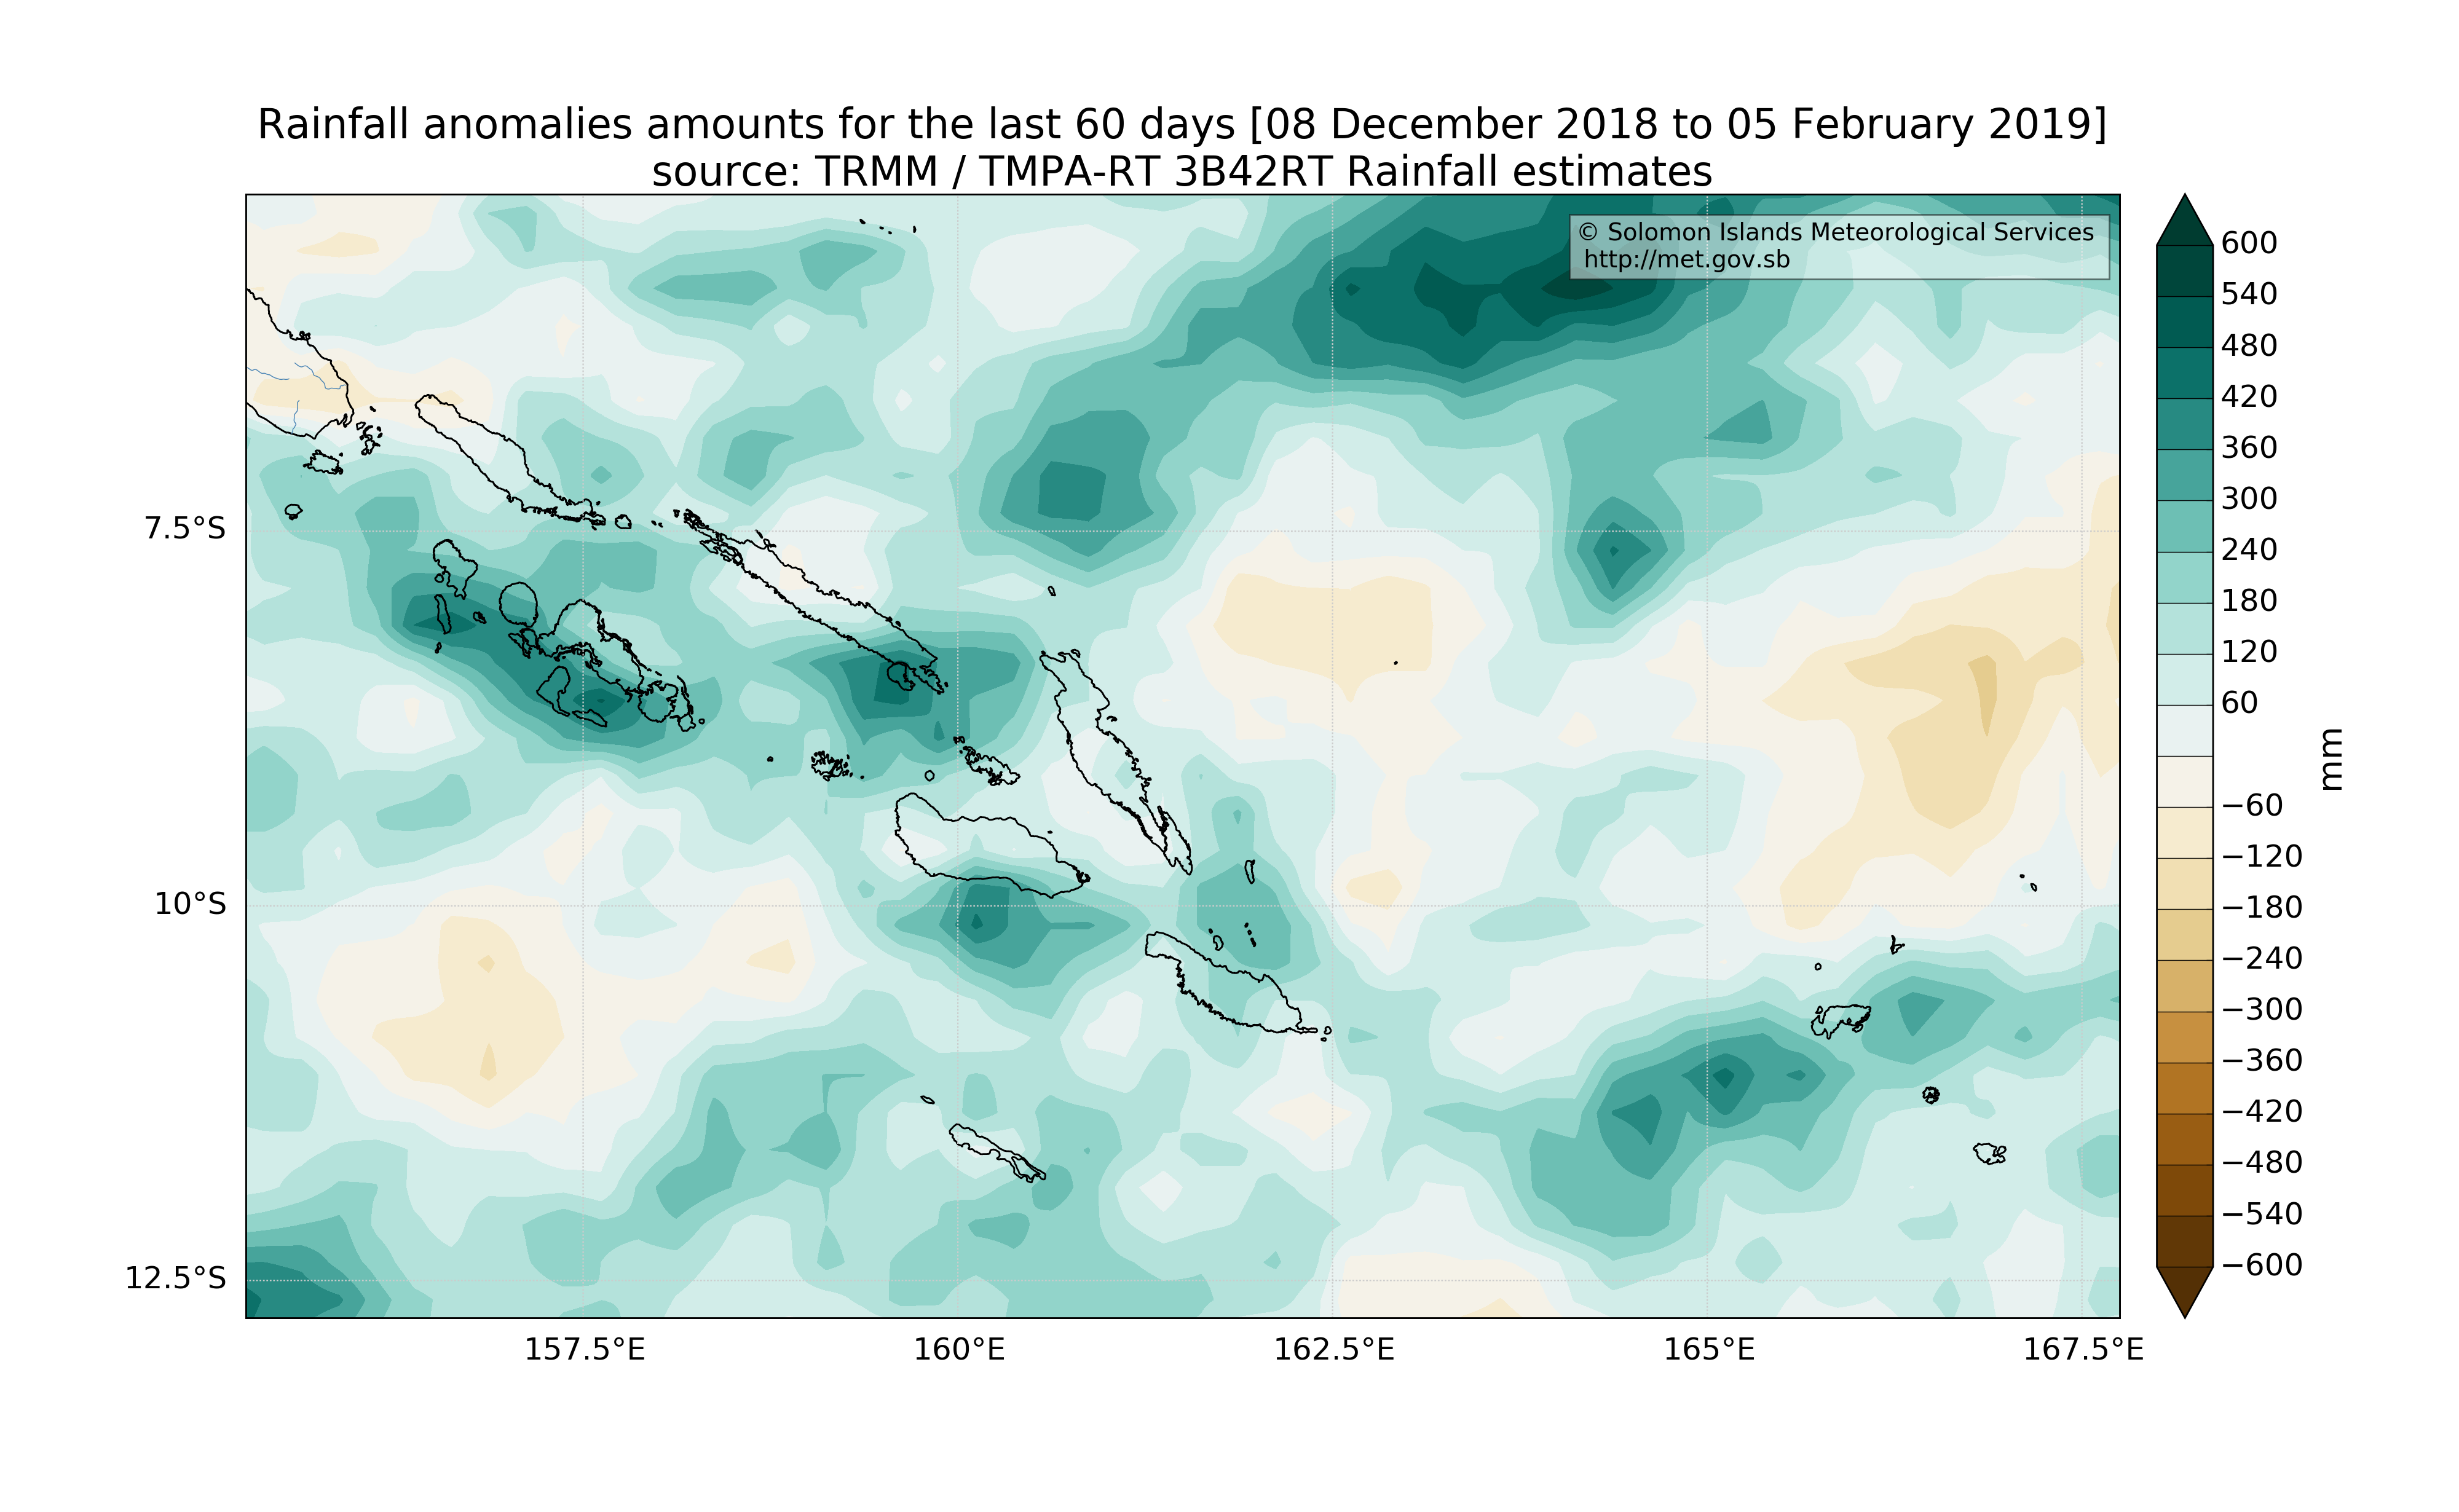 Rainfall anomalies amounts for the last 60 days [08 December 2018 to 05 February 2019]
source: TRMM / TMPA-RT 3B42RT Rainfall estimates
© Solomon Islands Meteorological Services
http://met.gov.sb
7.5°S
10°S
12.5°S
157.5°E
160°E
162.5°E
165°E
167.5°E
600
540
480
420
360
300
240
180
120
60
−60
−120
−180
−240
−300
−360
−420
−480
−540
−600
mm